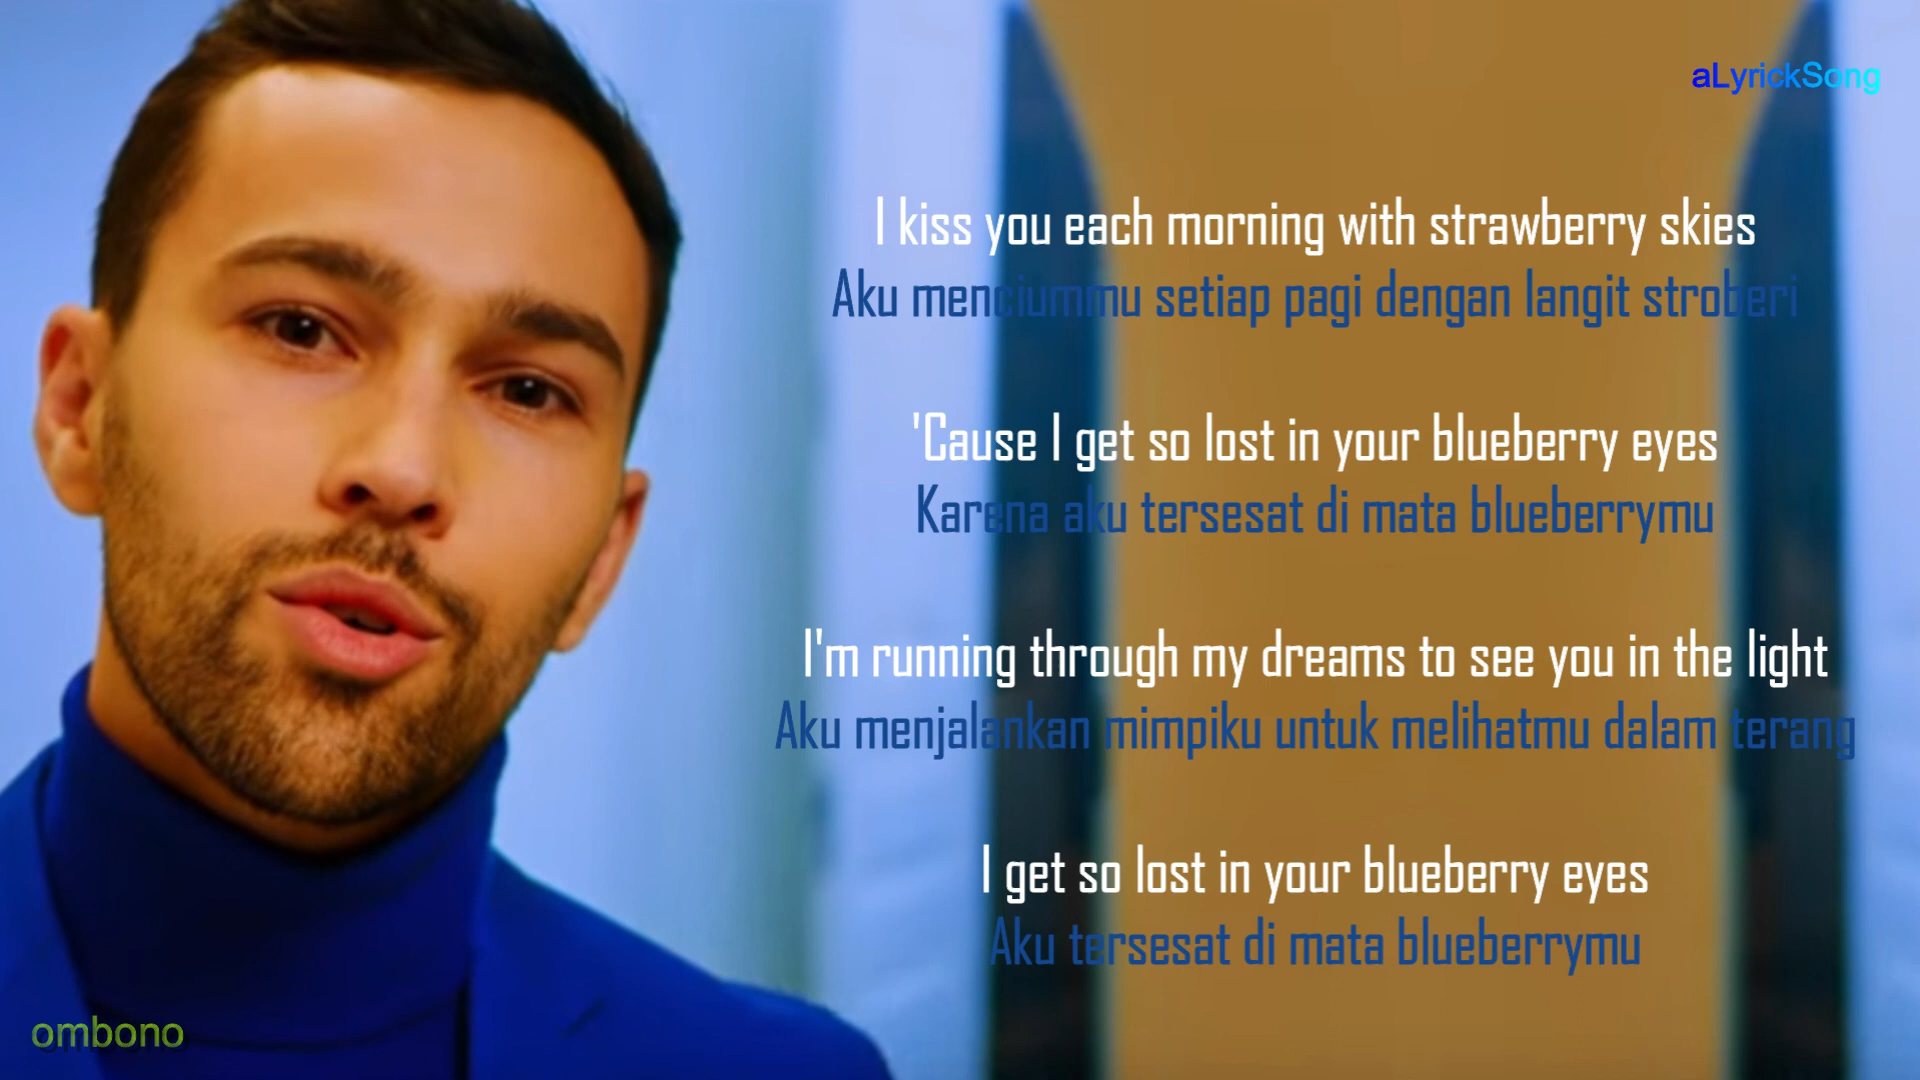 aLyrickSong
I kiss you each morning with strawberry skies
Aku menciummu setiap pagi dengan langit stroberi
'Cause I get so lost in your blueberry eyes
Karena aku tersesat di mata blueberrymu
I'm running through my dreams to see you in the light
Aku menjalankan mimpiku untuk melihatmu dalam terang
I get so lost in your blueberry eyes
Aku tersesat di mata blueberrymu
ombono